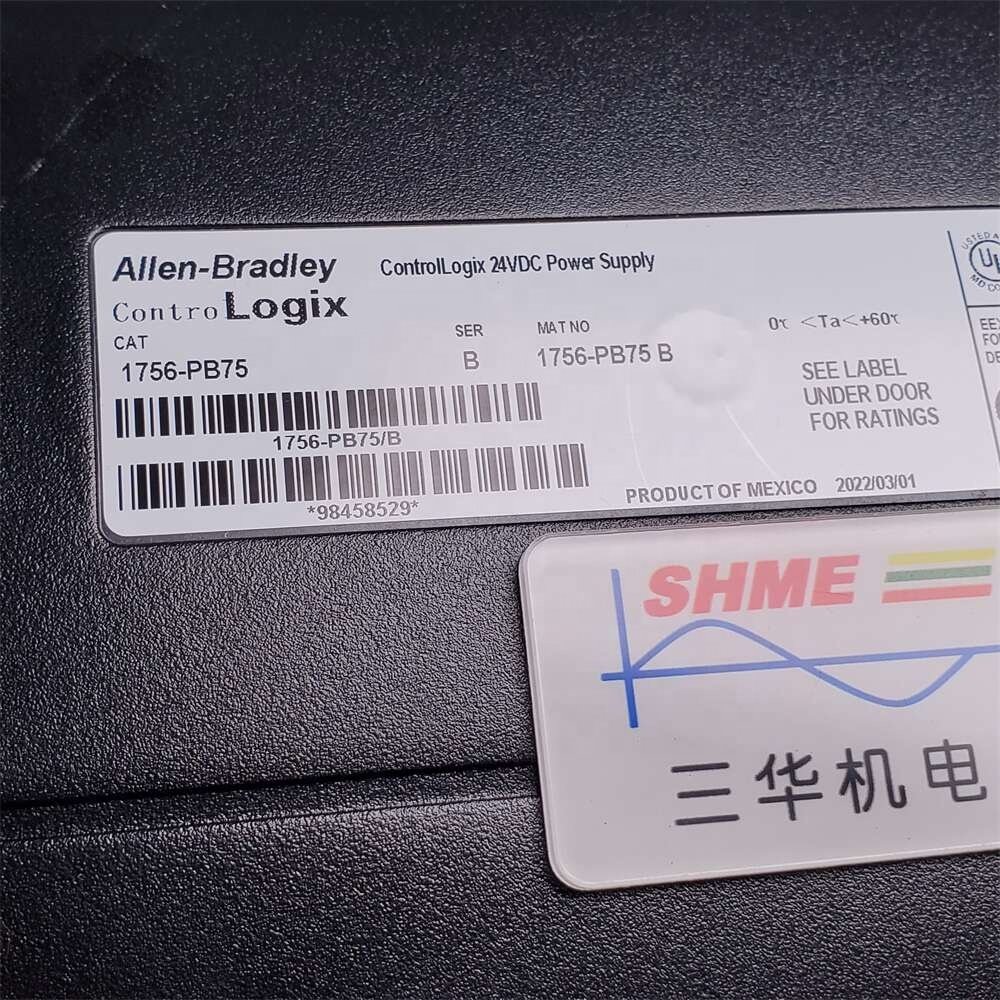 Allen-Bradley
ControlLogix 24VDC Power Supply
ControLogix
CAT
SER
MAT NO
0℃ <Ta<+60℃
1756-PB75
B
1756-PB75 B
SEE LABEL
UNDER DOOR
FOR RATINGS
1756-PB75/B
*98458529*
PRODUCT OF MEXICO 2022/03/01
SHME
三华机电